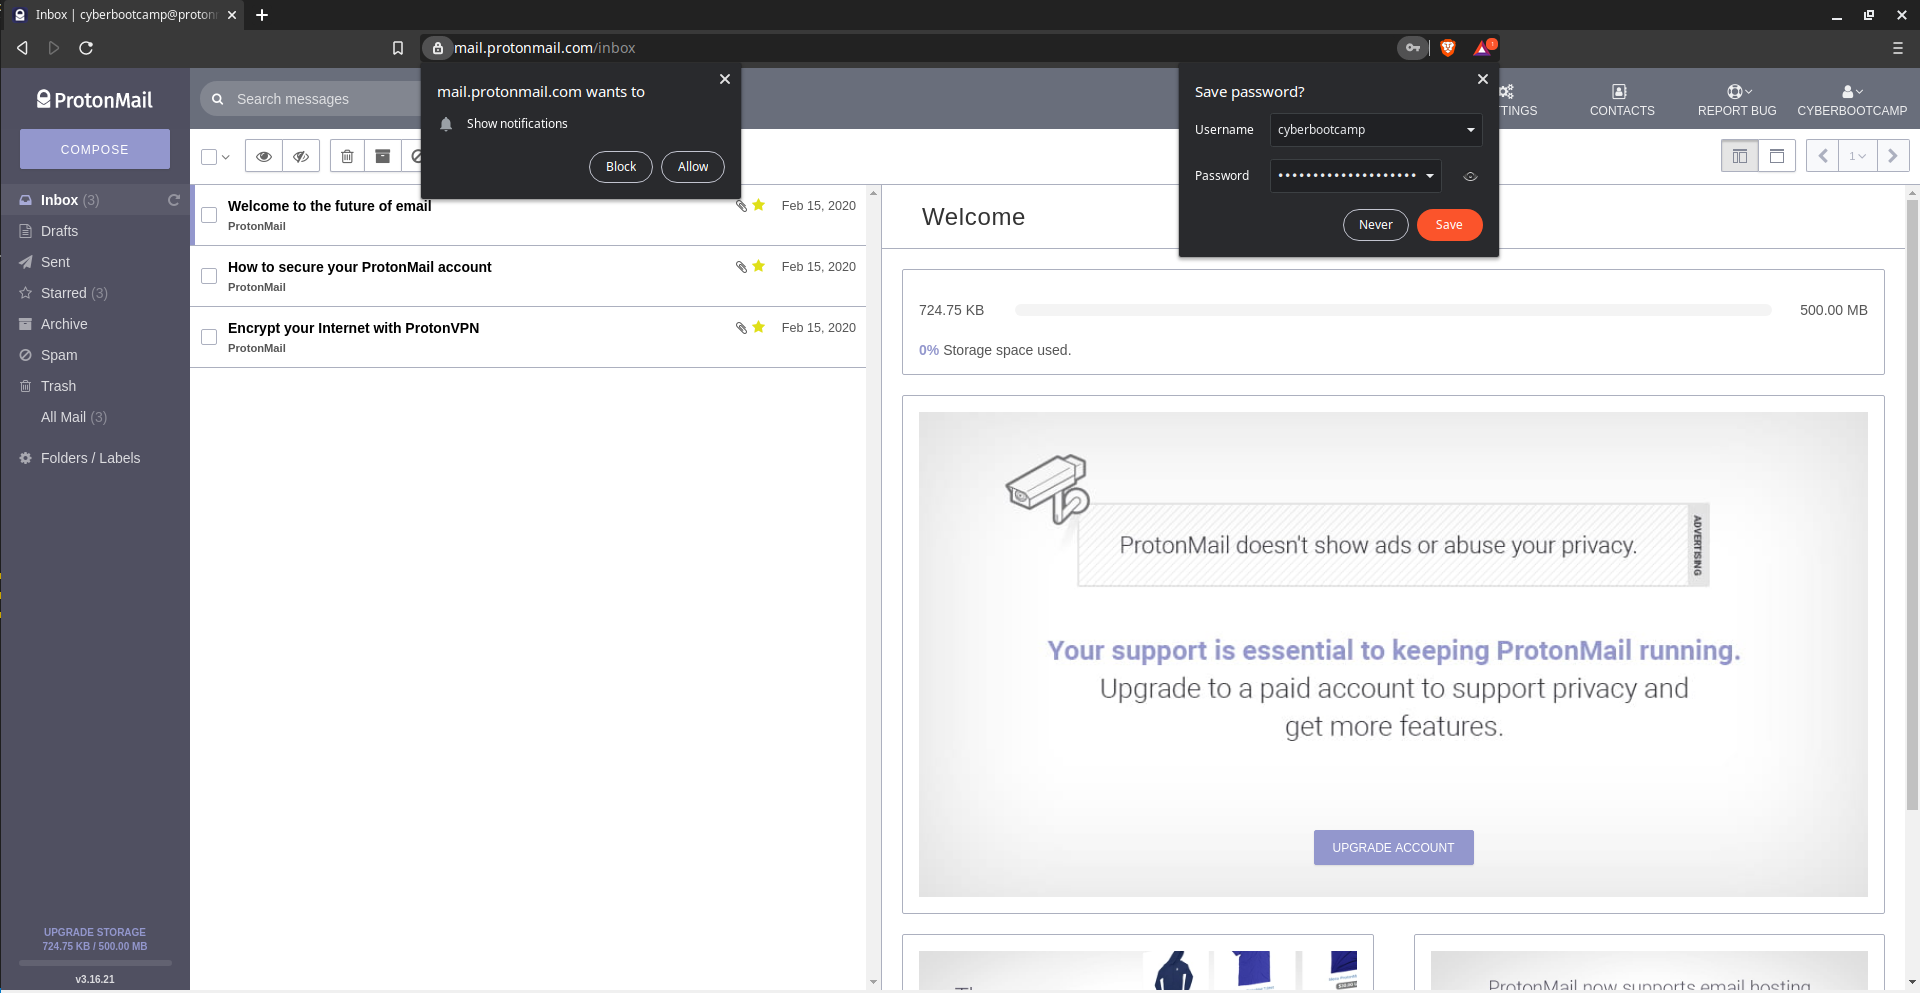 Inbox | cyberbootcamp@proton
mail.protonmail.com/inbox
1
ProtonMail
COMPOSE
Inbox (3)
Drafts
Sent
Starred (3)
Archive
Spam
Trash
All Mail (3)
Folders / Labels
UPGRADE STORAGE
724.75 KB / 500.00 MB
v3.16.21
Search messages
mail.protonmail.com wants to
Show notifications
Block
Allow
Save password?
Username
cyberbootcamp
Password
••••••••••••••••••••
Never
Save
TINGS
CONTACTS
REPORT BUG
CYBERBOOTCAMP
1
Welcome to the future of email
Feb 15, 2020
ProtonMail
How to secure your ProtonMail account
Feb 15, 2020
ProtonMail
Encrypt your Internet with ProtonVPN
Feb 15, 2020
ProtonMail
Welcome
724.75 KB
500.00 MB
0% Storage space used.
ProtonMail doesn't show ads or abuse your privacy.
ADVERTISING
Your support is essential to keeping ProtonMail running.
Upgrade to a paid account to support privacy and
get more features.
UPGRADE ACCOUNT
ProtonMail now supports email hosting